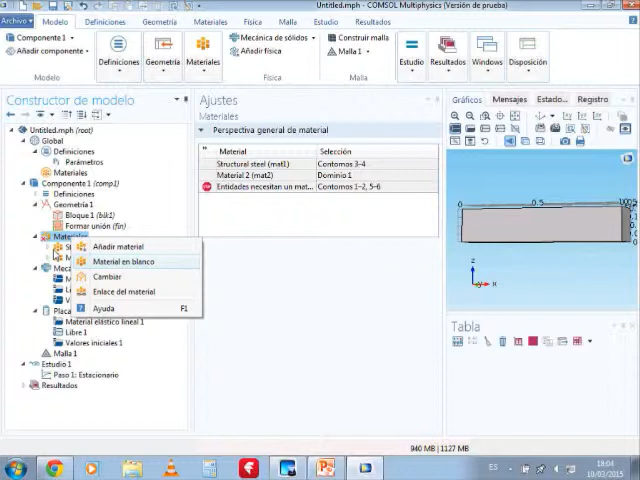 Untitled.mph - COMSOL Multiphysics (Versión de prueba)
Archivo Modelo Definiciones Geometría Materiales Física Malla Estudio Resultados
Componente 1
Añadir componente
Definiciones Geometría Materiales
Mecánica de sólidos
Añadir física
Construir malla
Malla 1
Estudio Resultados Windows Disposición
Modelo Física Malla
Constructor de modelo
Untitled.mph (root)
Global
Definiciones
Pi Parámetros
Materiales
Componente 1 (comp1)
Definiciones
Geometría 1
Bloque 1 (blk1)
Formar unión (fin)
Añadir material
Material en blanco
Cambiar
Enlace del material
Ayuda F1
Material elástico lineal 1
Libre 1
Valores iniciales 1
Malla 1
Estudio 1
Paso 1: Estacionario
Resultados
Ajustes
Materiales
Perspectiva general de material
Material Selección
Structural steel (mat1) Contornos 3-4
Material 2 (mat2) Dominio 1
Entidades necesitan un mat... Contornos 1-2, 5-6
Gráficos Mensajes Estado... Registro
0 0.5
z
y x
Tabla
940 MB | 1127 MB
ES
18:04
10/03/2015